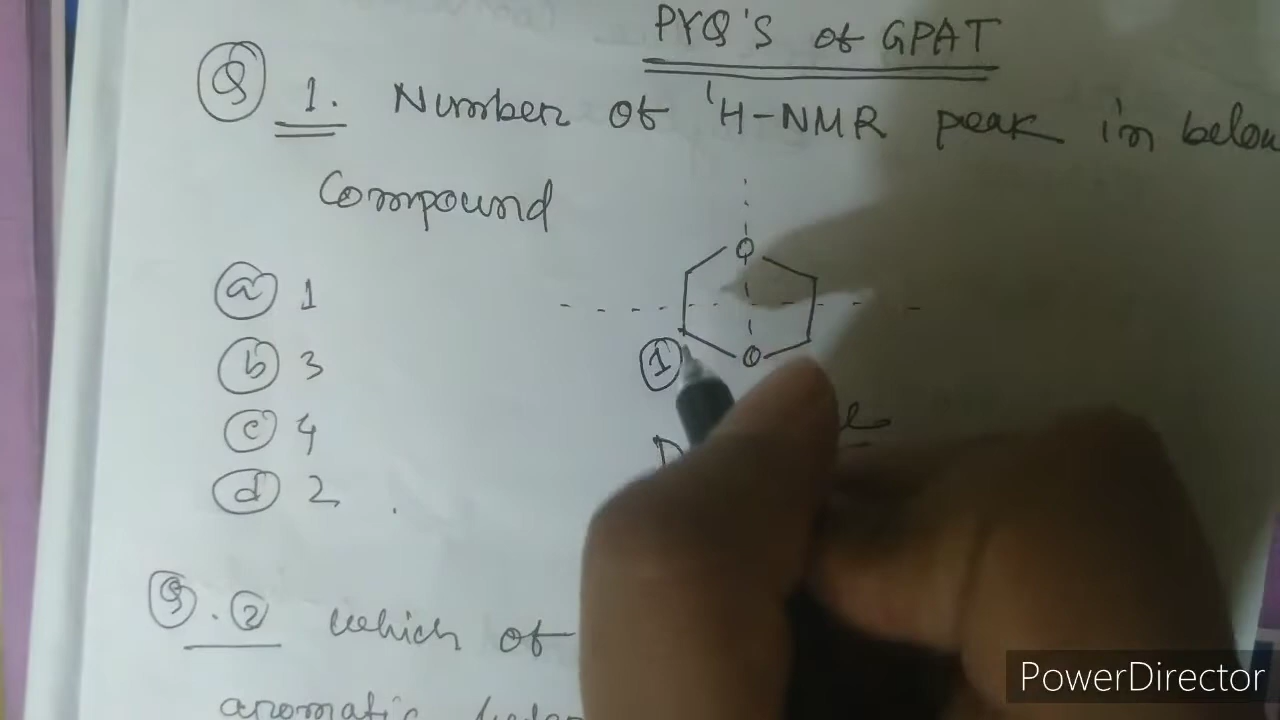 PYQ'S of GPAT
Q 1. Number of ¹H-NMR peak in below
Compound
a 1
b 3
c 4
d 2
O
O
1
Q. 2 which of
aromatic
PowerDirector